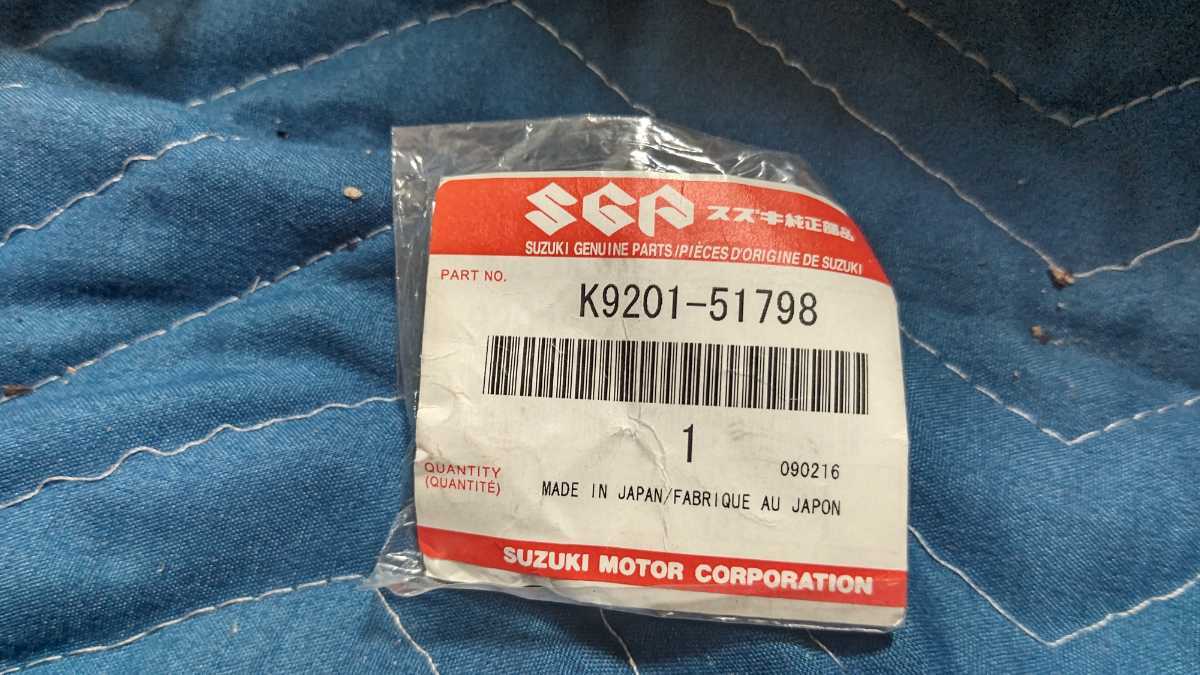 SGP スズキ純正部品
SUZUKI GENUINE PARTS/PIÈCES D'ORIGINE DE SUZUKI
PART NO.
K9201-51798
1
090216
QUANTITY
(QUANTITÉ)
MADE IN JAPAN/FABRIQUE AU JAPON
SUZUKI MOTOR CORPORATION